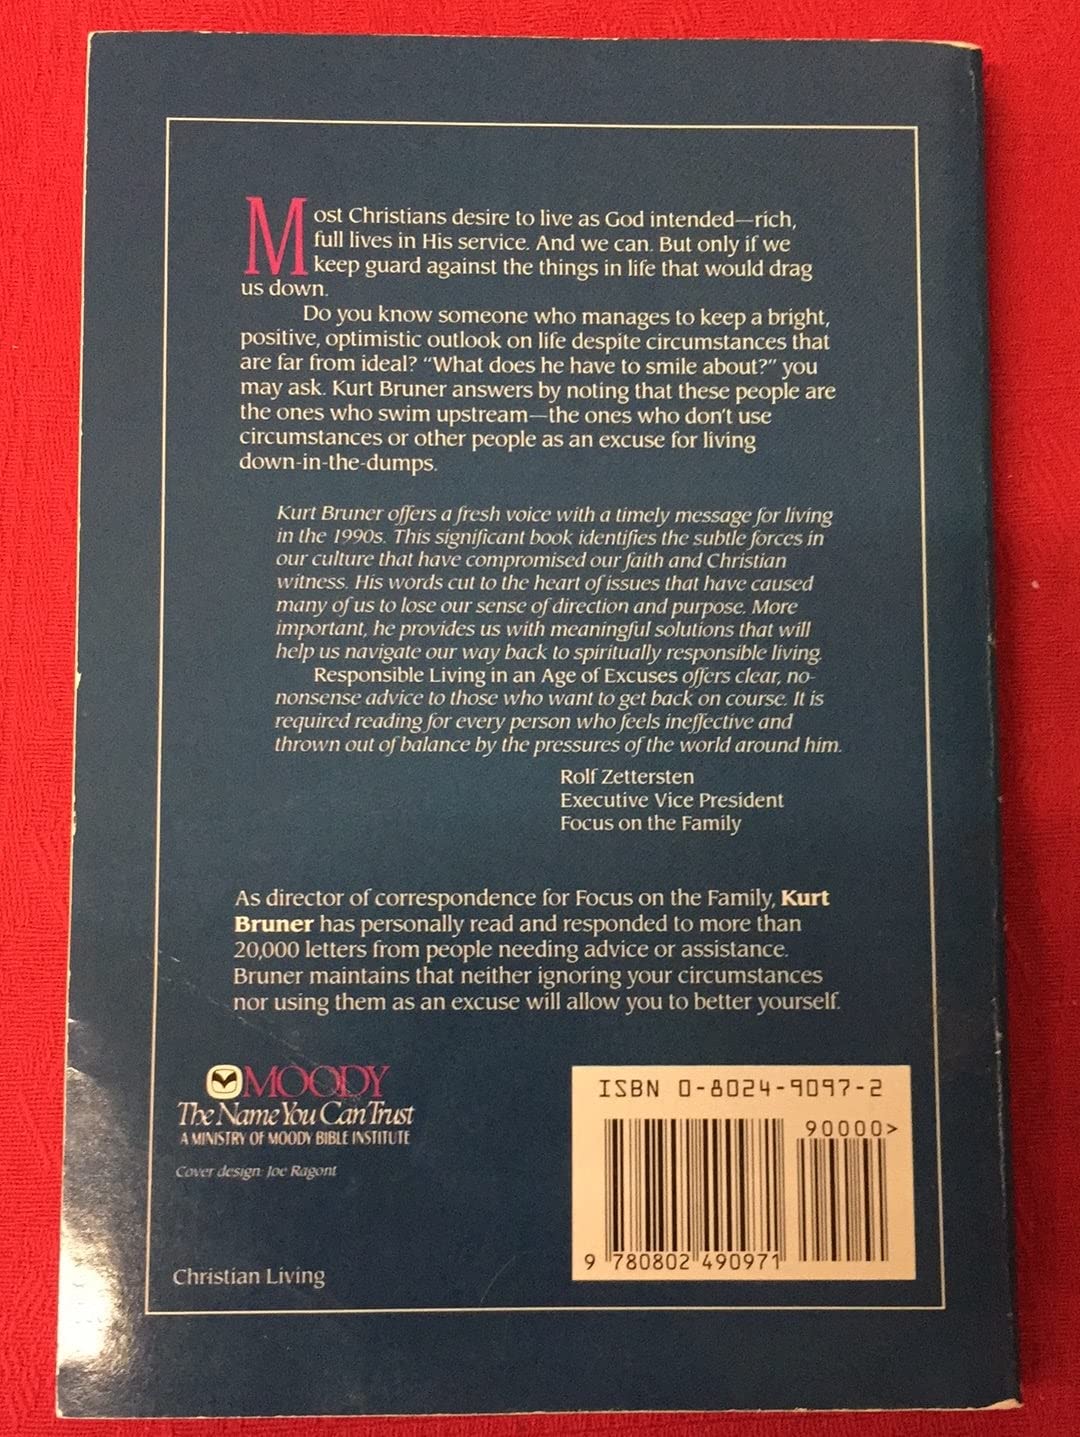 Most Christians desire to live as God intended—rich,
full lives in His service. And we can. But only if we
keep guard against the things in life that would drag
us down.
Do you know someone who manages to keep a bright,
positive, optimistic outlook on life despite circumstances that
are far from ideal? “What does he have to smile about?” you
may ask. Kurt Bruner answers by noting that these people are
the ones who swim upstream—the ones who don’t use
circumstances or other people as an excuse for living
down-in-the-dumps.
Kurt Bruner offers a fresh voice with a timely message for living
in the 1990s. This significant book identifies the subtle forces in
our culture that have compromised our faith and Christian
witness. His words cut to the heart of issues that have caused
many of us to lose our sense of direction and purpose. More
important, he provides us with meaningful solutions that will
help us navigate our way back to spiritually responsible living.
Responsible Living in an Age of Excuses offers clear, no-
nonsense advice to those who want to get back on course. It is
required reading for every person who feels ineffective and
thrown out of balance by the pressures of the world around him.
Rolf Zettersten
Executive Vice President
Focus on the Family
As director of correspondence for Focus on the Family, Kurt
Bruner has personally read and responded to more than
20,000 letters from people needing advice or assistance.
Bruner maintains that neither ignoring your circumstances
nor using them as an excuse will allow you to better yourself.
MOODY
The Name You Can Trust
A MINISTRY OF MOODY BIBLE INSTITUTE
Cover design: Joe Ragont
Christian Living
ISBN 0-8024-9097-2
90000>
9 780802 490971